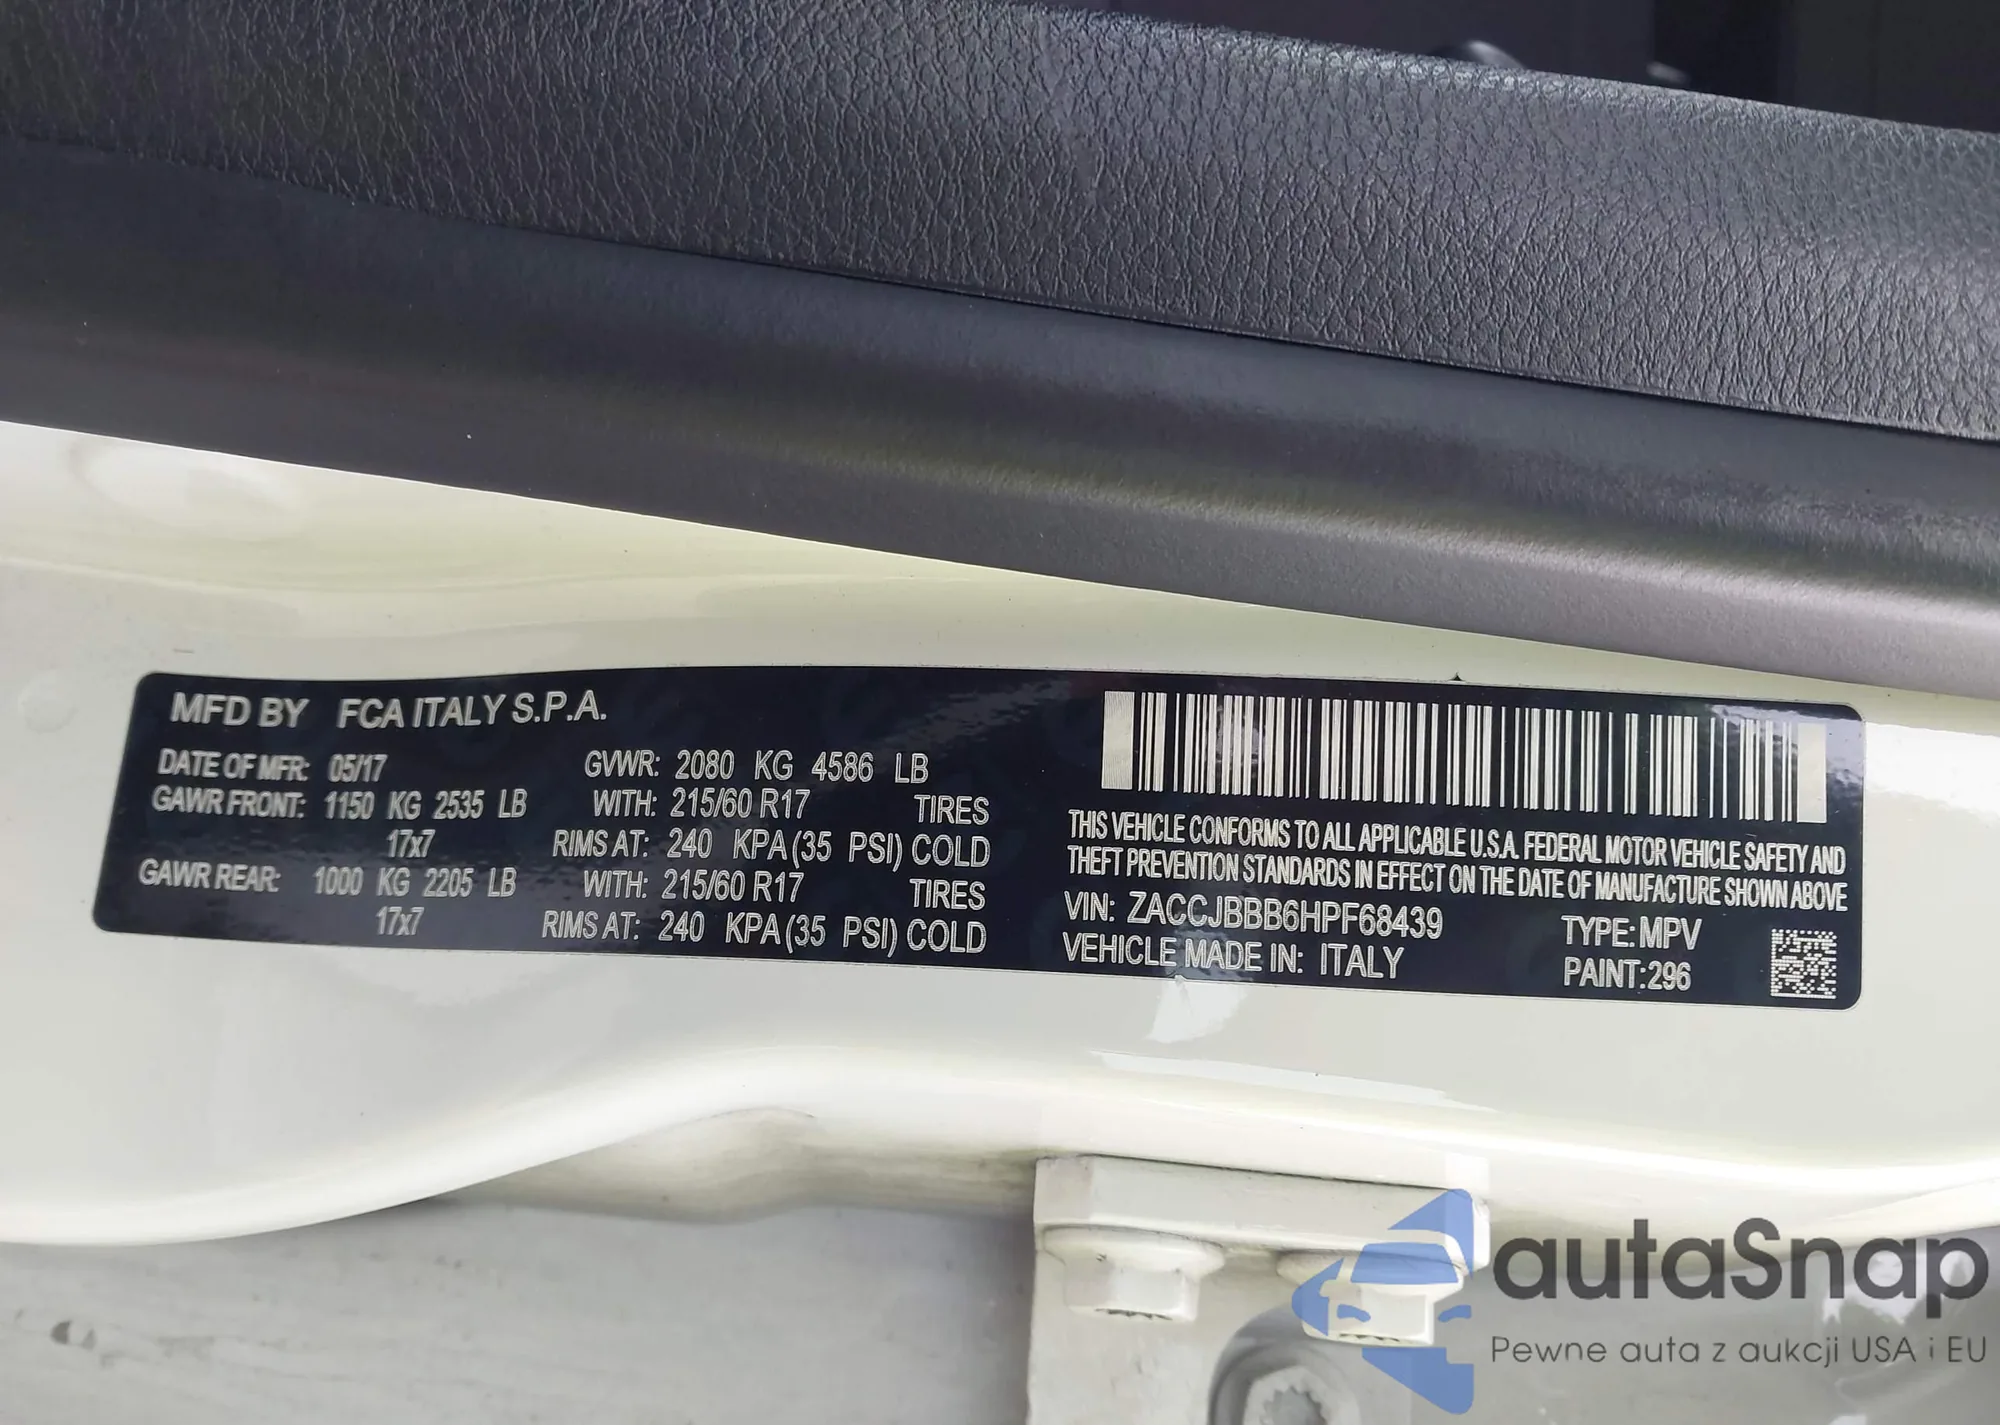 MFD BY FCA ITALY S.P.A.
DATE OF MFR: 05/17 GVWR: 2080 KG 4586 LB
GAWR FRONT: 1150 KG 2535 LB WITH: 215/60 R17 TIRES
17x7 RIMS AT: 240 KPA (35 PSI) COLD
GAWR REAR: 1000 KG 2205 LB WITH: 215/60 R17 TIRES
17x7 RIMS AT: 240 KPA (35 PSI) COLD
THIS VEHICLE CONFORMS TO ALL APPLICABLE U.S.A. FEDERAL MOTOR VEHICLE SAFETY AND
THEFT PREVENTION STANDARDS IN EFFECT ON THE DATE OF MANUFACTURE SHOWN ABOVE
VIN: ZACCJBBB6HPF68439 TYPE: MPV
VEHICLE MADE IN: ITALY PAINT:296
autaSnap
Pewne auta z aukcji USA i EU